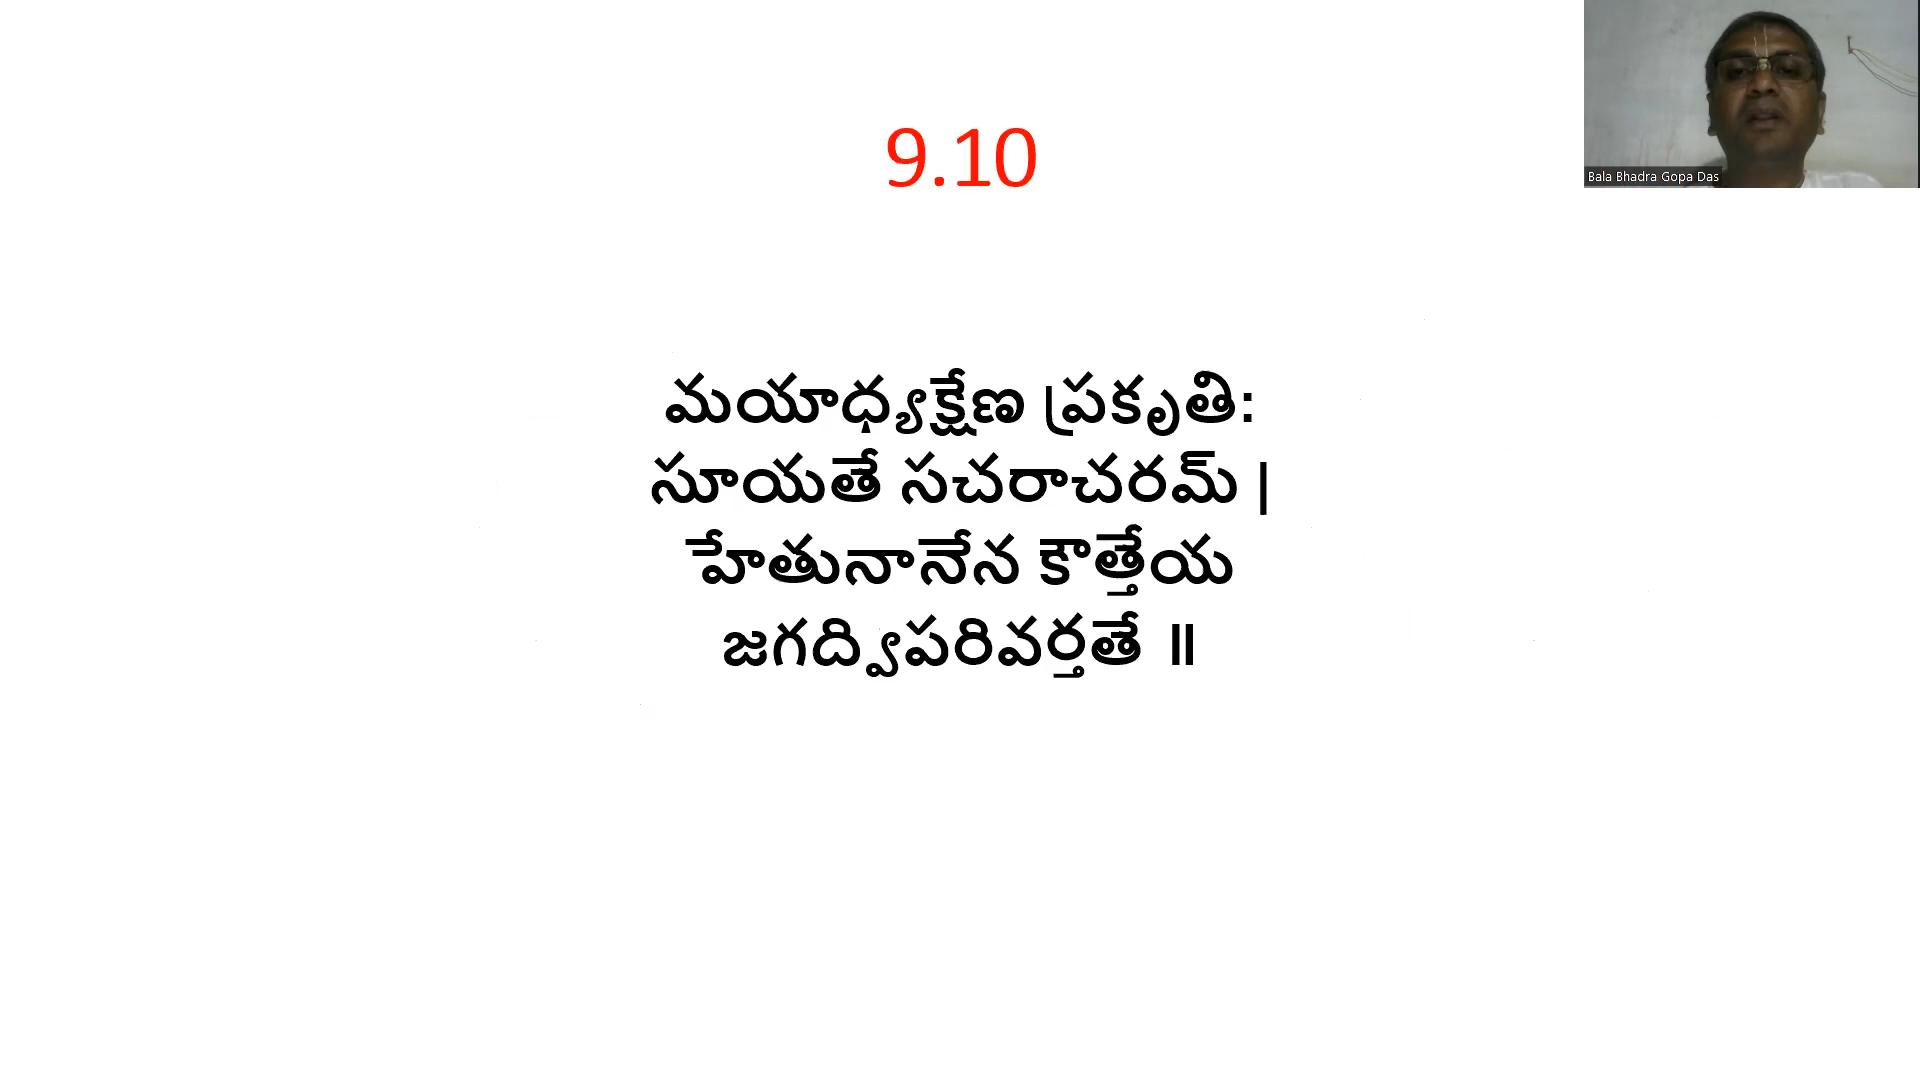 9.10
మయాధ్యక్షేణ ప్రకృతిః
సూయతే సచరాచరమ్ |
హేతునానేన కౌత్తేయ
జగద్విపరివర్తతే ॥
Bala Bhadra Gopa Das